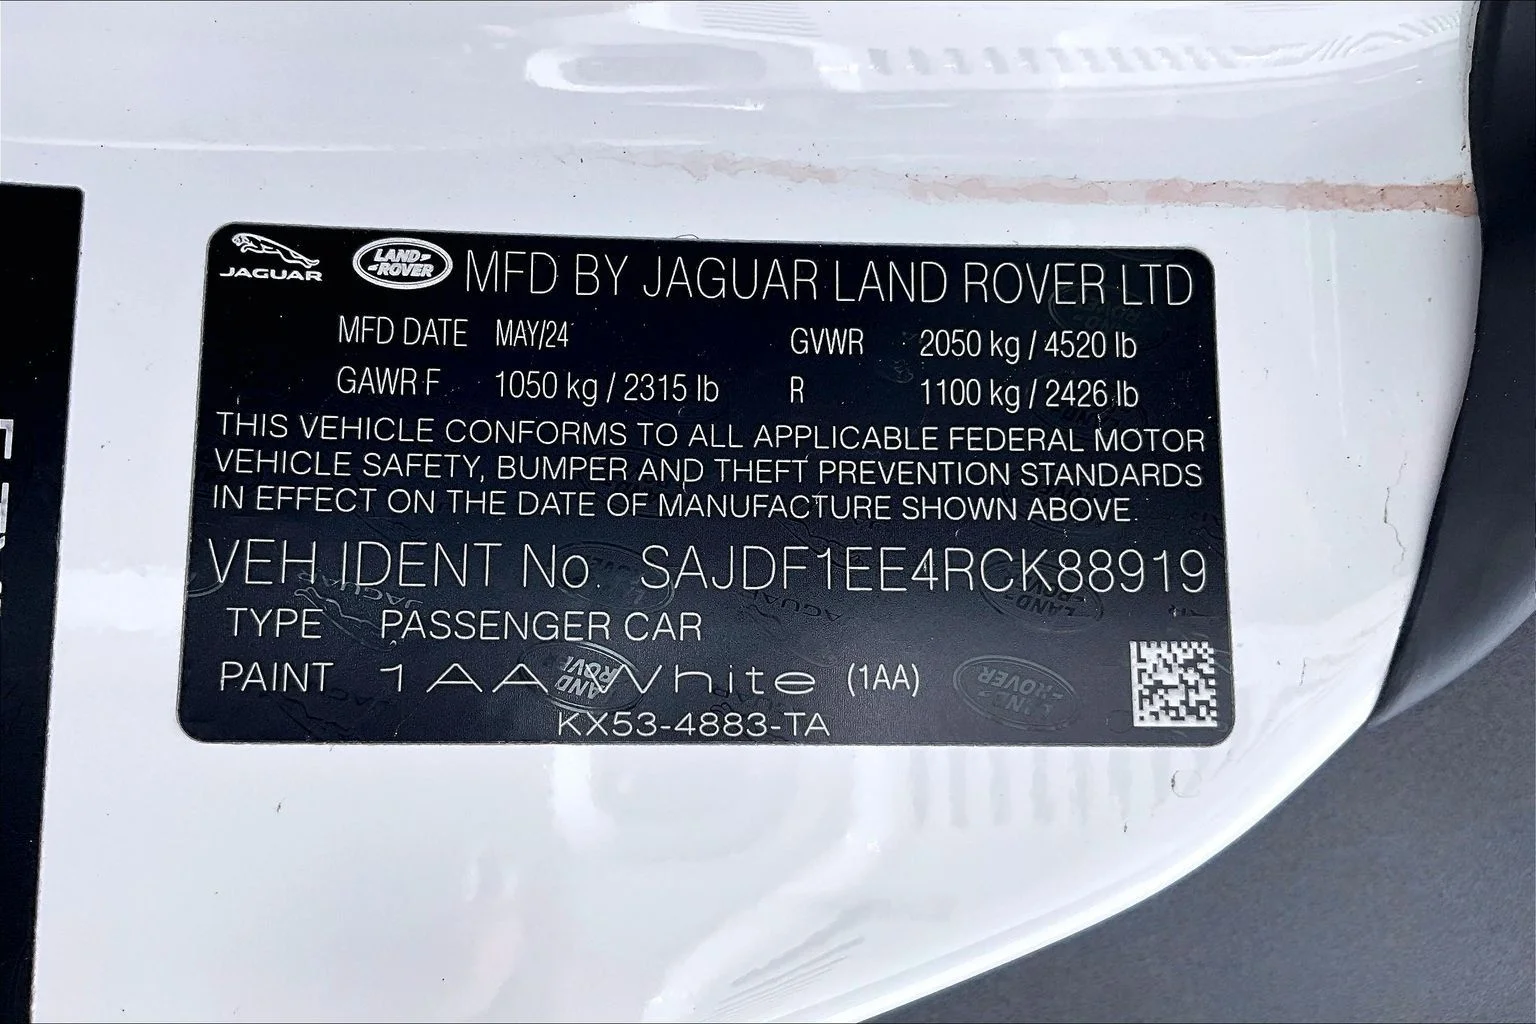 JAGUAR LAND ROVER MFD BY JAGUAR LAND ROVER LTD
MFD DATE MAY/24 GVWR 2050 kg / 4520 lb
GAWR F 1050 kg / 2315 lb R 1100 kg / 2426 lb
THIS VEHICLE CONFORMS TO ALL APPLICABLE FEDERAL MOTOR
VEHICLE SAFETY, BUMPER AND THEFT PREVENTION STANDARDS
IN EFFECT ON THE DATE OF MANUFACTURE SHOWN ABOVE.
VEH IDENT No. SAJDF1EE4RCK88919
TYPE PASSENGER CAR
PAINT 1AA White (1AA)
KX53-4883-TA